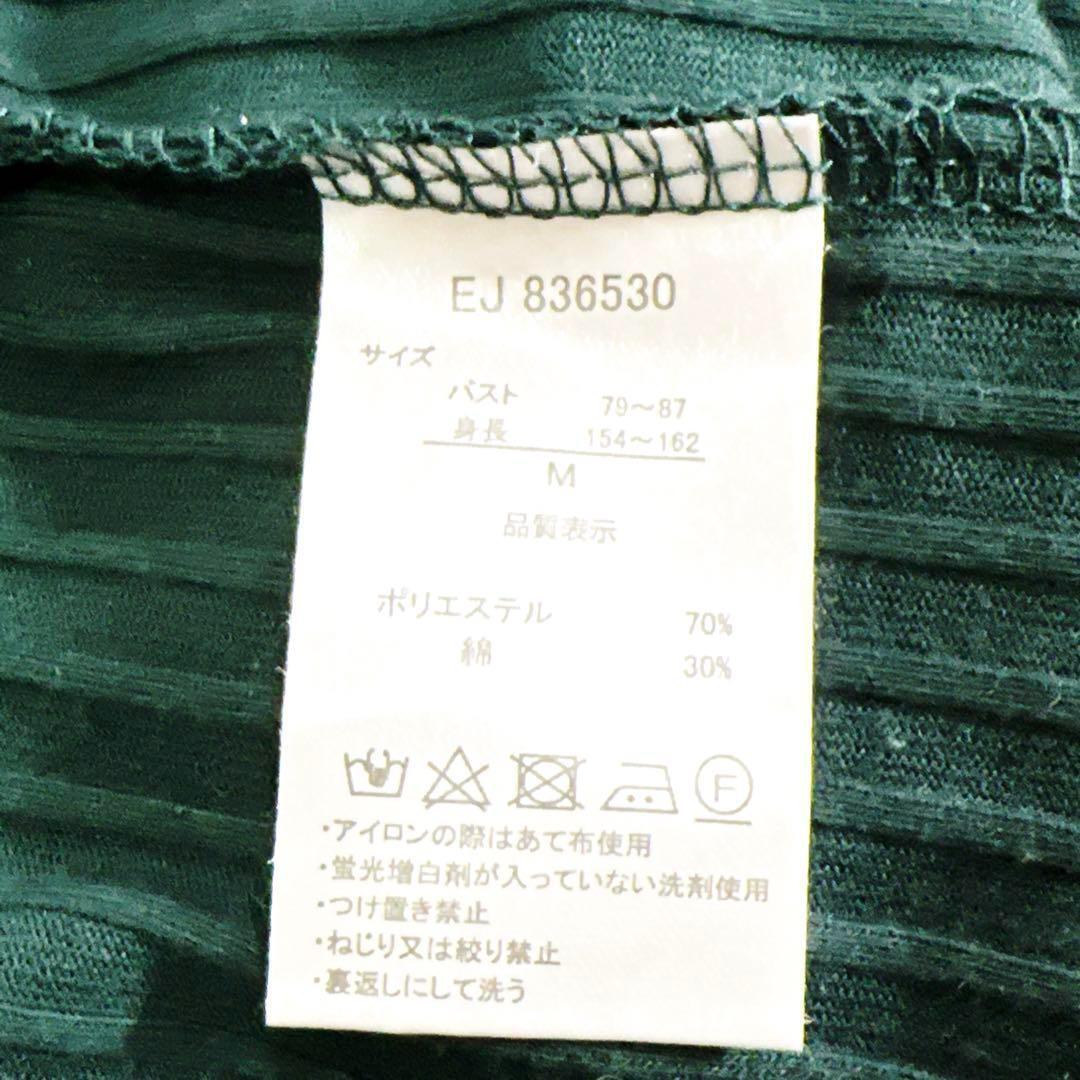 EJ 836530
サイズ
バスト 79～87
身長 154～162
M
品質表示
ポリエステル 70%
綿 30%
F
・アイロンの際はあて布使用
・蛍光増白剤が入っていない洗剤使用
・つけ置き禁止
・ねじり又は絞り禁止
・裏返しにして洗う